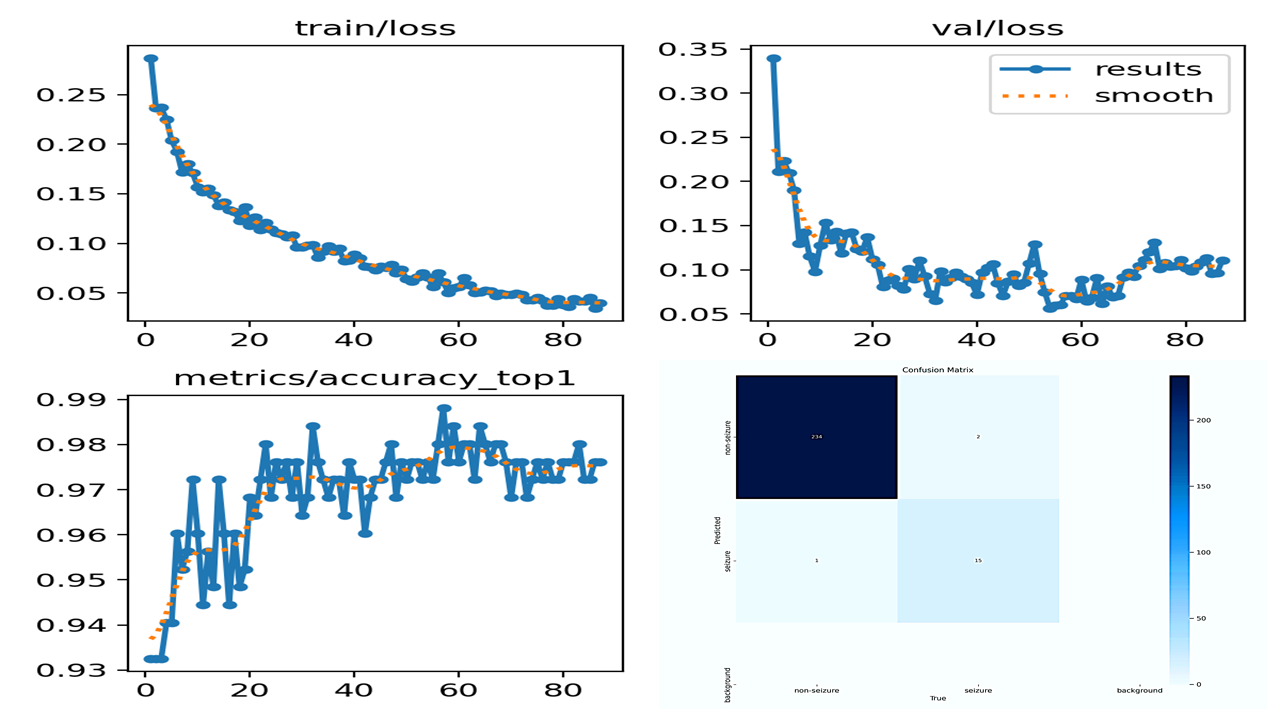 train/loss
0.25
0.20
0.15
0.10
0.05
0 20 40 60 80
val/loss
results
smooth
0.35
0.30
0.25
0.20
0.15
0.10
0.05
0 20 40 60 80
metrics/accuracy_top1
0.99
0.98
0.97
0.96
0.95
0.94
0.93
0 20 40 60 80
Confusion Matrix
Predicted
non-seizure
seizure
background
234 2
1 15
non-seizure seizure background
True
200
150
100
50
0